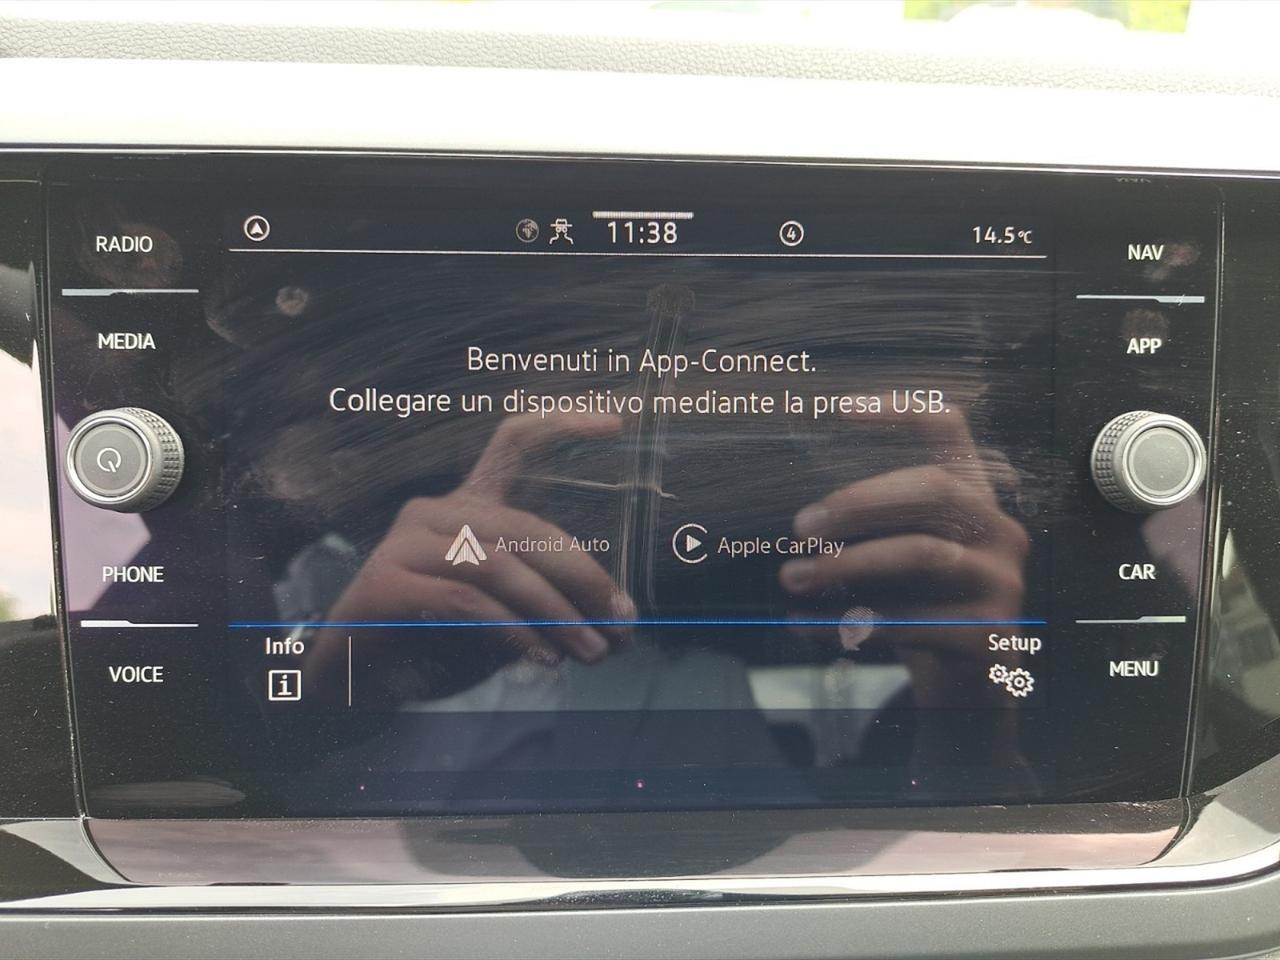 RADIO
MEDIA
PHONE
VOICE
11:38
4
14.5°C
Benvenuti in App-Connect.
Collegare un dispositivo mediante la presa USB.
Android Auto
Apple CarPlay
Info
i
Setup
NAV
APP
CAR
MENU